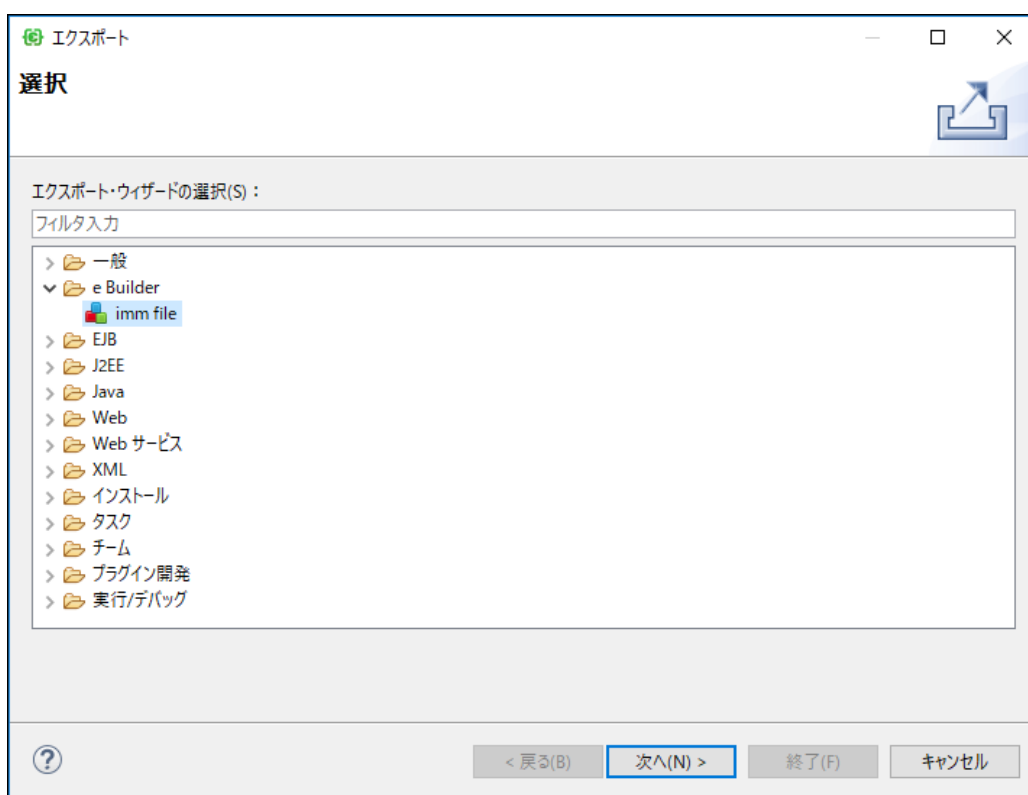 エクスポート
選択
エクスポート・ウィザードの選択(S)：
フィルタ入力
一般
e Builder
imm file
EJB
J2EE
Java
Web
Web サービス
XML
インストール
タスク
チーム
プラグイン開発
実行/デバッグ
?
< 戻る(B) 次へ(N) > 終了(F) キャンセル